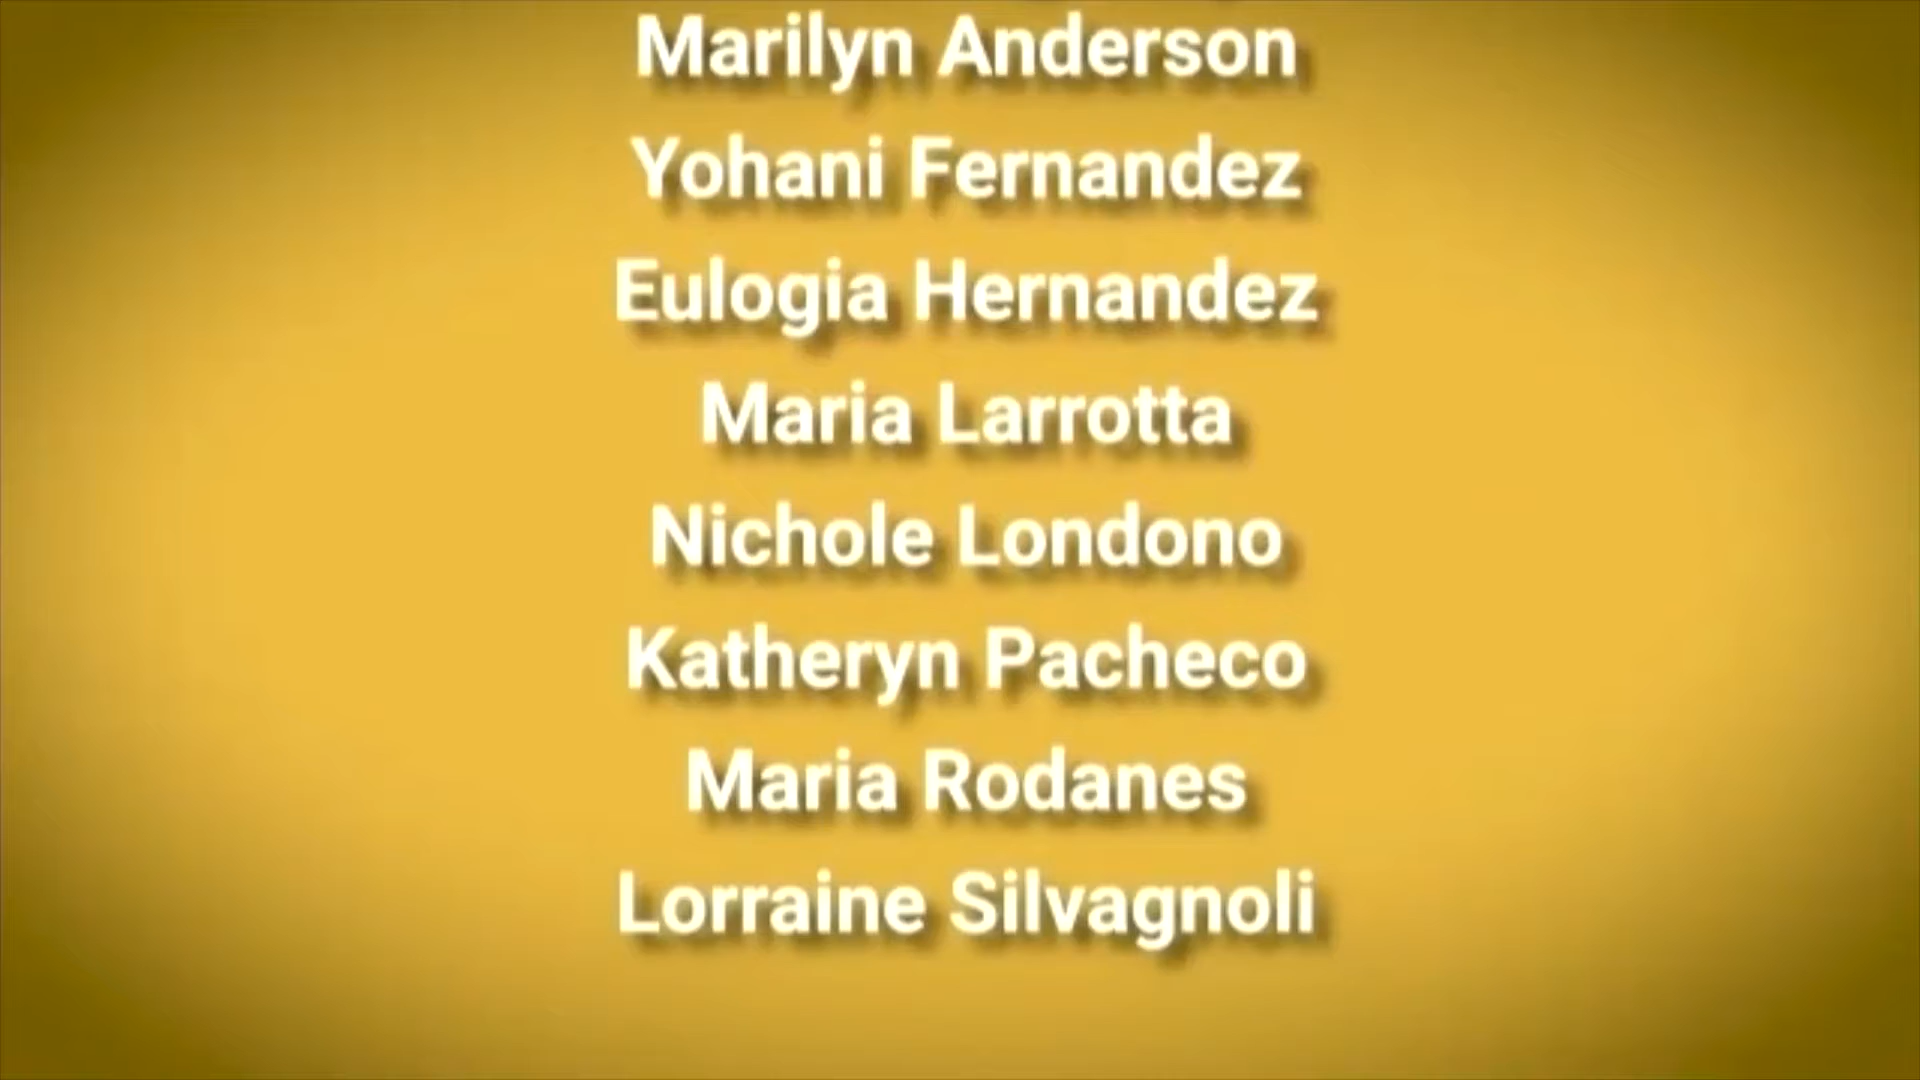 Marilyn Anderson
Yohani Fernandez
Eulogia Hernandez
Maria Larrotta
Nichole Londono
Katheryn Pacheco
Maria Rodanes
Lorraine Silvagnoli